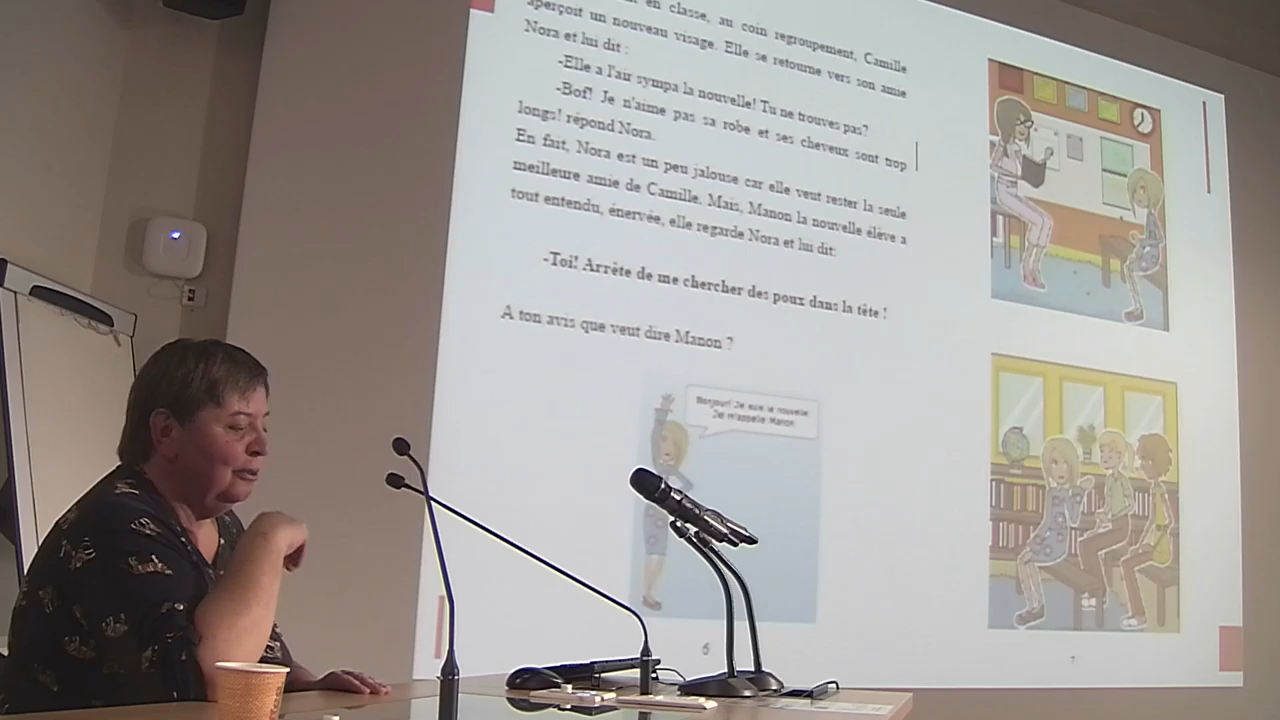 en classe, au coin regroupement, Camille
aperçoit un nouveau visage. Elle se retourne vers son amie
Nora et lui dit :
-Elle a l'air sympa la nouvelle! Tu ne trouves pas?
-Bof! Je n'aime pas sa robe et ses cheveux sont trop
longs! répond Nora.
En fait, Nora est un peu jalouse car elle veut rester la seule
meilleure amie de Camille. Mais, Manon la nouvelle élève a
tout entendu, énervée, elle regarde Nora et lui dit:
-Toi! Arrête de me chercher des poux dans la tête !
A ton avis que veut dire Manon ?
Bonjour! Je suis la nouvelle
Je m'appelle Manon
6
7